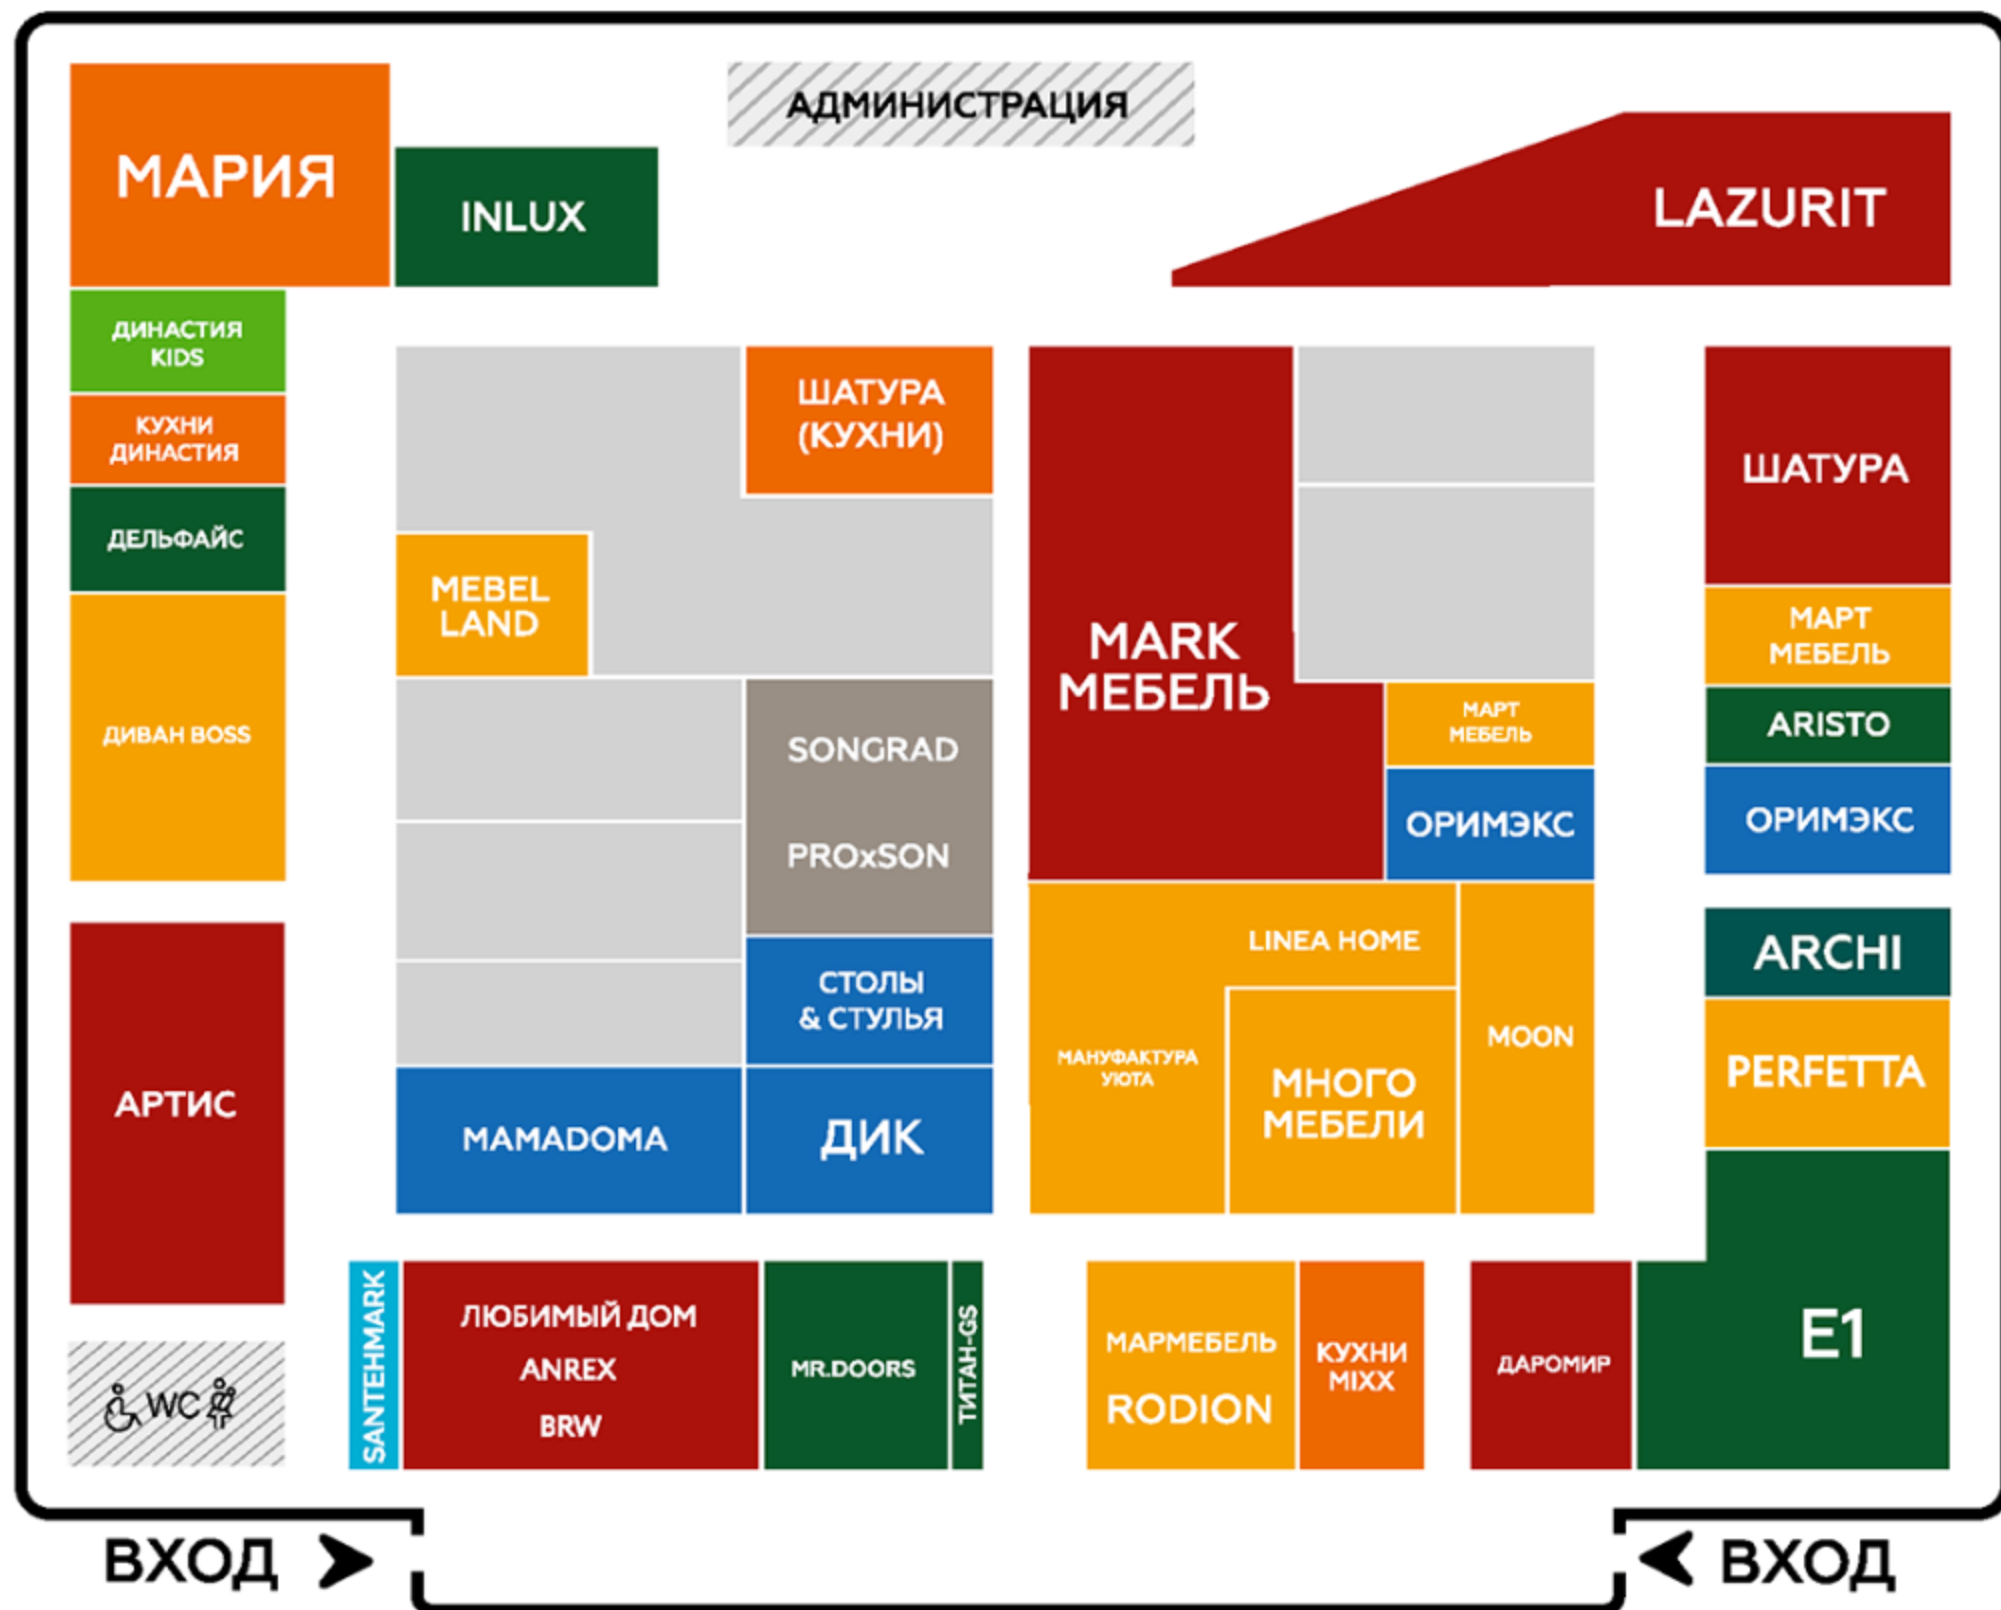 АДМИНИСТРАЦИЯ
МАРИЯ
INLUX
LAZURIT
ДИНАСТИЯ
KIDS
КУХНИ
ДИНАСТИЯ
ДЕЛЬФАЙС
ДИВАН BOSS
АРТИС
WC
ШАТУРА
(КУХНИ)
MEBEL
LAND
SONGRAD
PROxSON
СТОЛЫ
& СТУЛЬЯ
MAMADOMA
ДИК
MARK
МЕБЕЛЬ
МАРТ
МЕБЕЛЬ
ОРИМЭКС
LINEA HOME
МАНУФАКТУРА
УЮТА
МНОГО
МЕБЕЛИ
MOON
ШАТУРА
МАРТ
МЕБЕЛЬ
ARISTO
ОРИМЭКС
ARCHI
PERFETTA
E1
SANTEHMARK
ЛЮБИМЫЙ ДОМ
ANREX
BRW
MR.DOORS
ТИТАН-GS
МАРМЕБЕЛЬ
RODION
КУХНИ
MIXX
ДАРОМИР
ВХОД
ВХОД